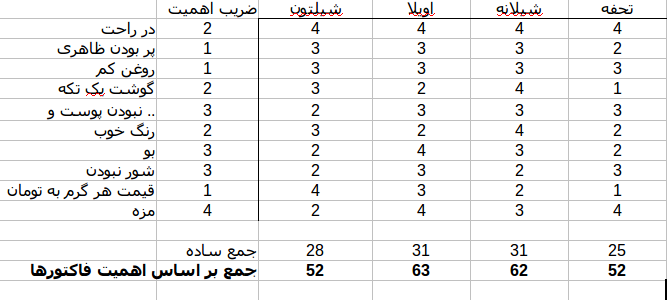 ضریب اهمیت شیلتون اویلا شیلانه تحفه
در راحت 2 4 4 4 4
پر بودن ظاهری 1 3 3 3 2
روغن کم 1 3 3 3 3
گوشت یک تکه 2 3 2 4 1
.. نبودن پوست و 3 2 3 3 3
رنگ خوب 2 3 2 4 2
بو 3 2 4 3 2
شور نبودن 3 2 3 2 3
قیمت هر گرم به تومان 1 4 3 2 1
مزه 4 2 4 3 4
جمع ساده 28 31 31 25
جمع بر اساس اهمیت فاکتورها 52 63 62 52